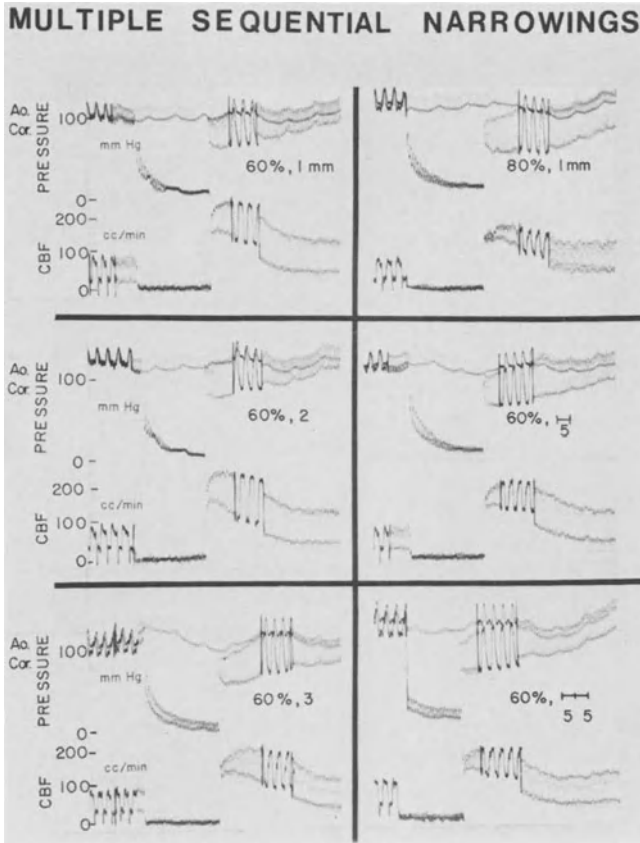 MULTIPLE SEQUENTIAL NARROWINGS
Ao.
Cor.
PRESSURE
100
mm Hg
0
60%, 1 mm
80%, 1 mm
CBF
200
cc/min
100
0
Ao.
Cor.
PRESSURE
100
mm Hg
0
60%, 2
60%, 5
CBF
200
cc/min
100
0
Ao.
Cor.
PRESSURE
100
mm Hg
0
60%, 3
60%, 5 5
CBF
200
cc/min
100
0